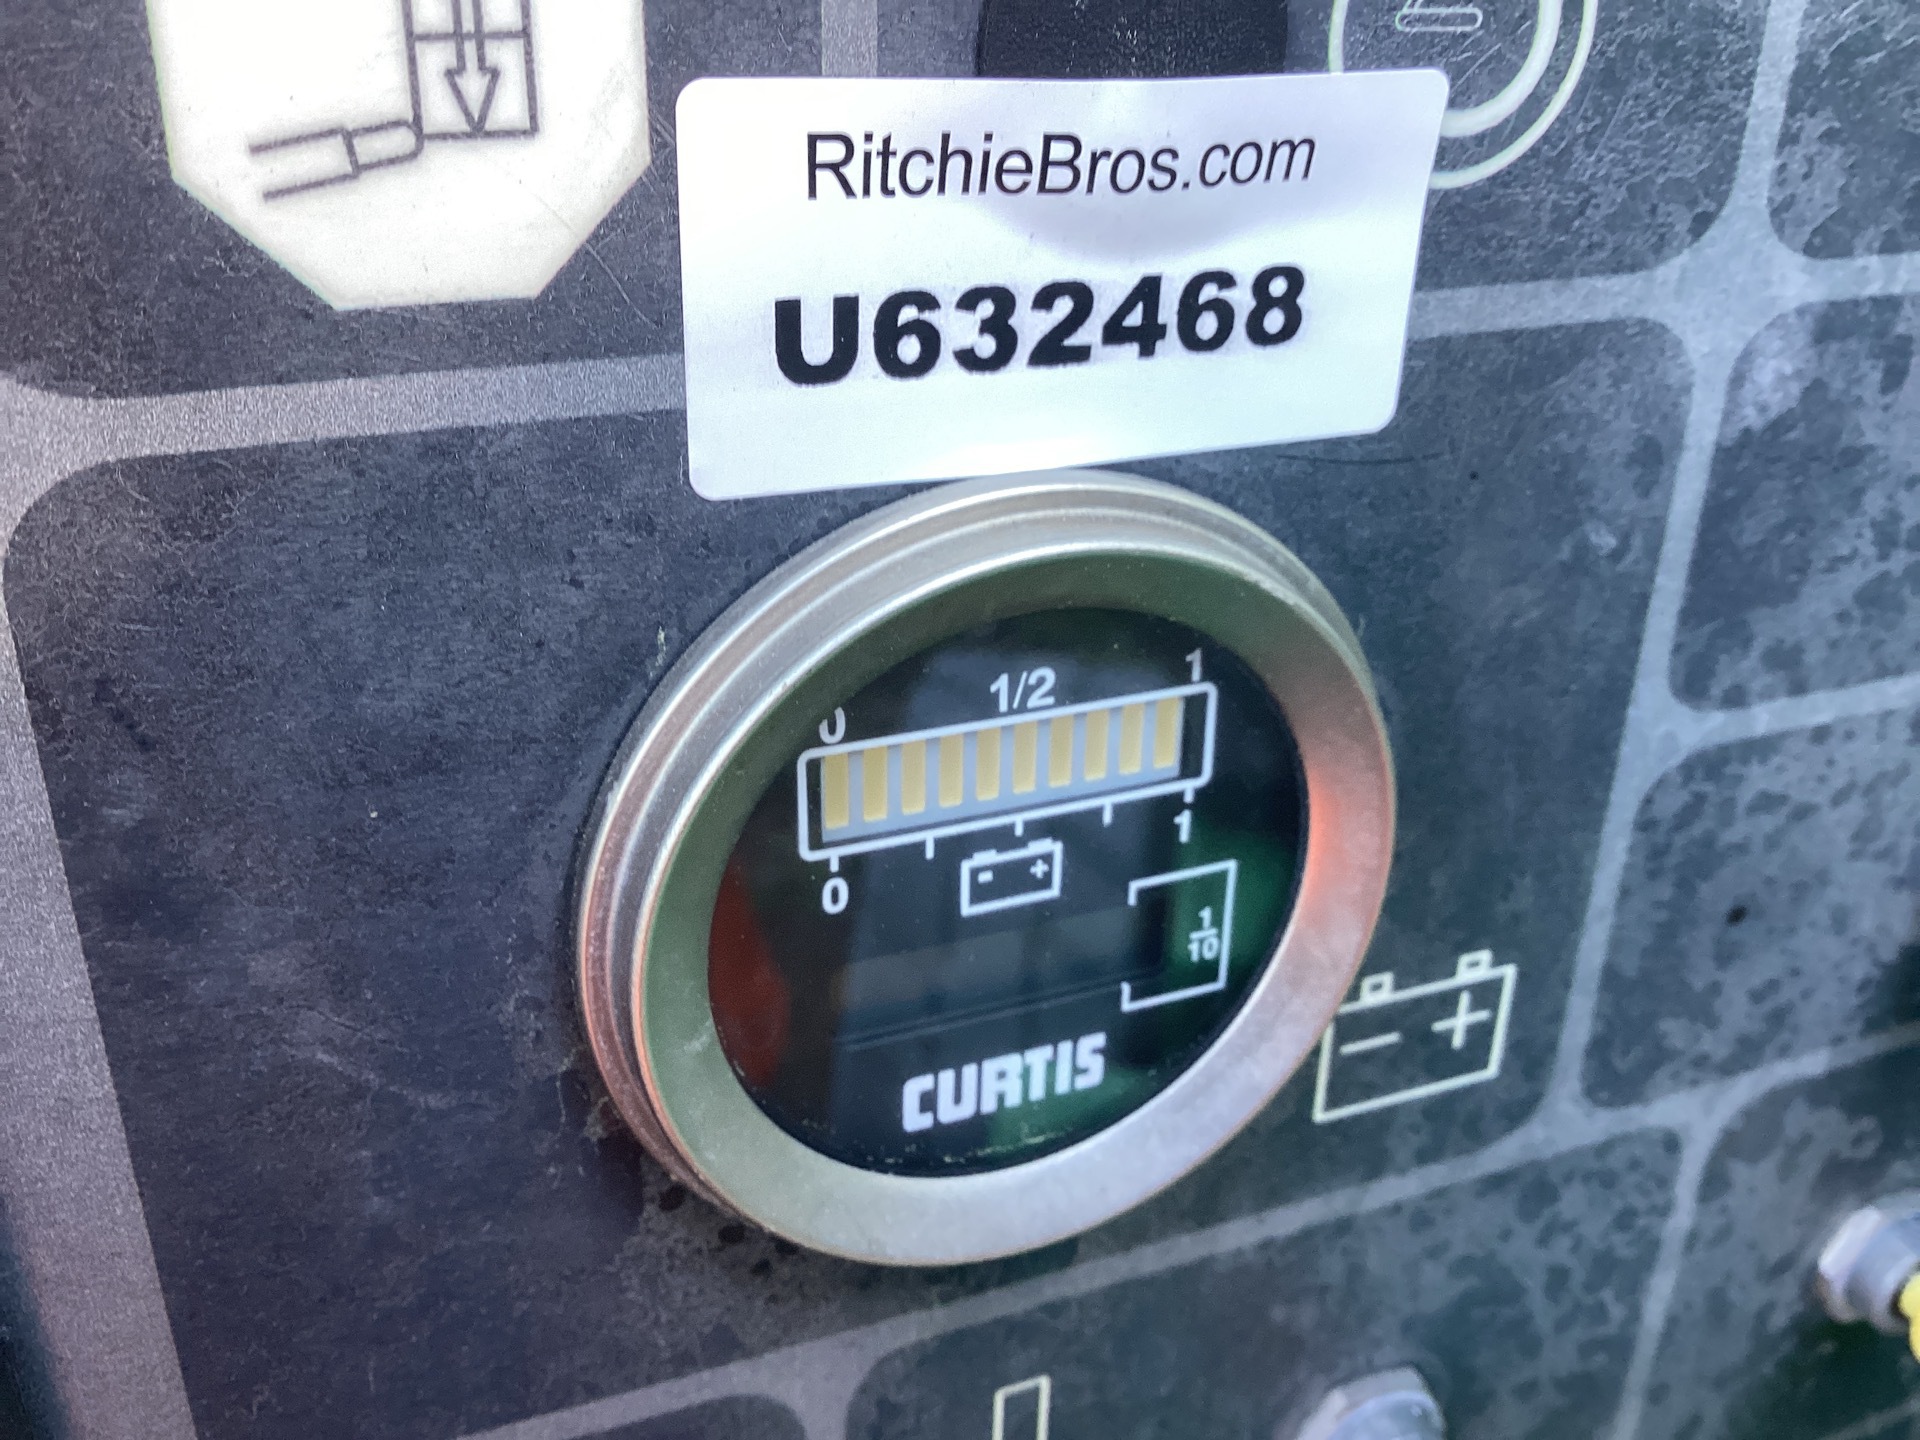 RitchieBros.com
U632468
0 1/2 1
0 1
- +
1
10
CURTIS
- +